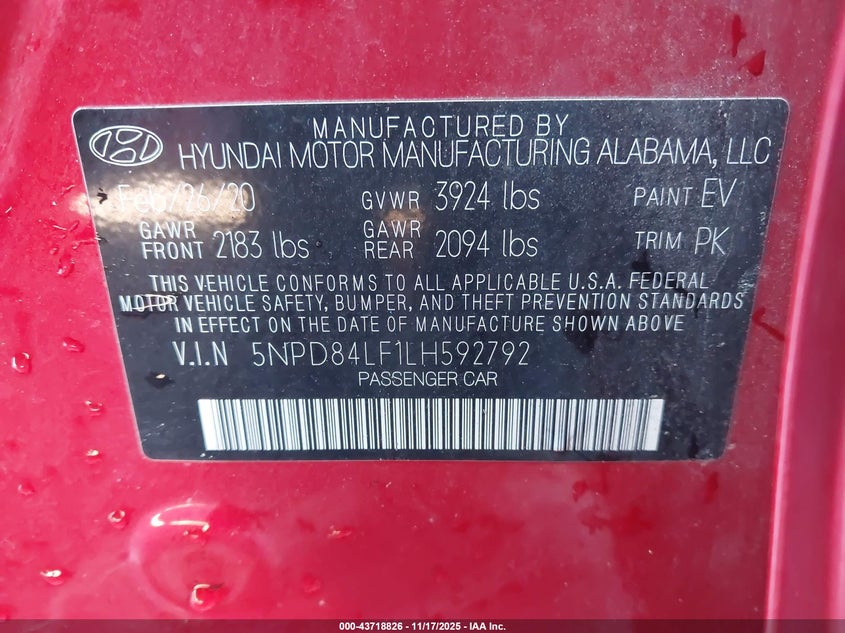 MANUFACTURED BY
HYUNDAI MOTOR MANUFACTURING ALABAMA, LLC
Feb/26/20 GVWR 3924 lbs PAINT EV
GAWR FRONT 2183 lbs GAWR REAR 2094 lbs TRIM PK
THIS VEHICLE CONFORMS TO ALL APPLICABLE U.S.A. FEDERAL
MOTOR VEHICLE SAFETY, BUMPER, AND THEFT PREVENTION STANDARDS
IN EFFECT ON THE DATE OF MANUFACTURE SHOWN ABOVE
V.I.N 5NPD84LF1LH592792
PASSENGER CAR
000-43718826 - 11/17/2025 - IAA Inc.